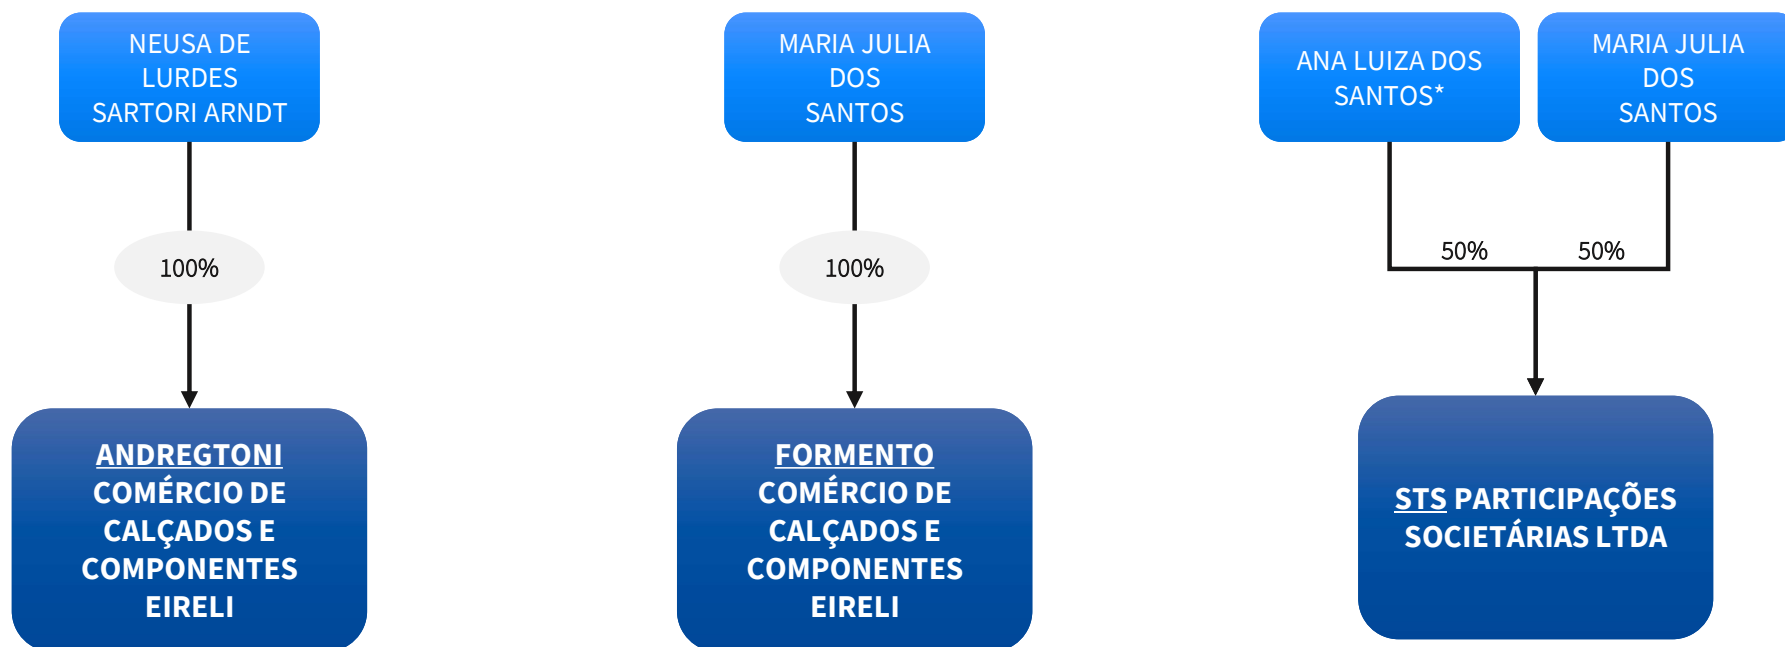 NEUSA DE
LURDES
SARTORI ARNDT
MARIA JULIA
DOS
SANTOS
ANA LUIZA DOS
SANTOS*
MARIA JULIA
DOS
SANTOS
100%
100%
50%
50%
ANDREGTONI
COMÉRCIO DE
CALÇADOS E
COMPONENTES
EIRELI
FORMENTO
COMÉRCIO DE
CALÇADOS E
COMPONENTES
EIRELI
STS PARTICIPAÇÕES
SOCIETÁRIAS LTDA